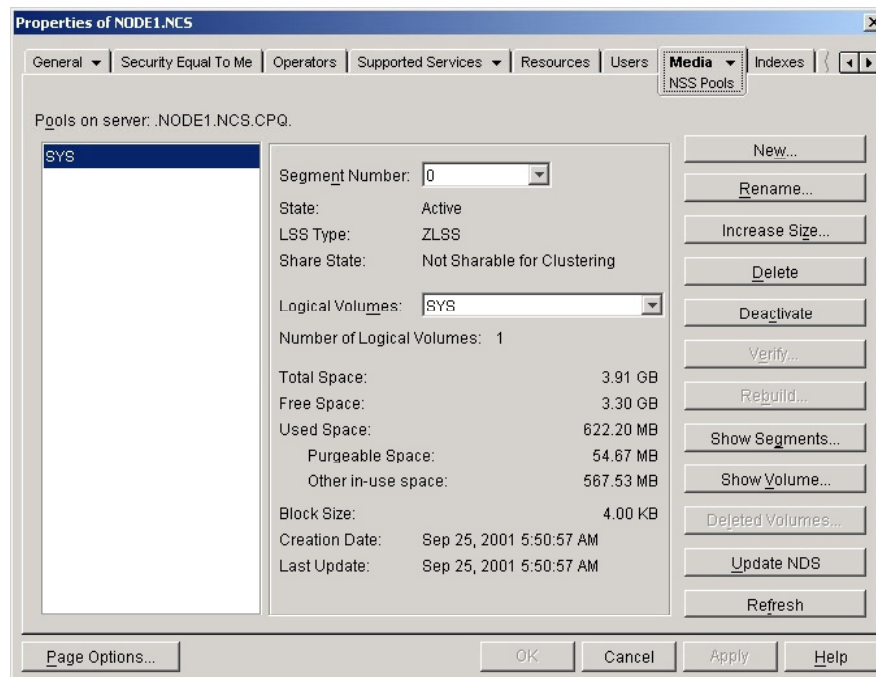 Properties of NODE1.NCS
General Security Equal To Me Operators Supported Services Resources Users Media Indexes
NSS Pools
Pools on server: .NODE1.NCS.CPQ.
SYS
Segment Number: 0
State: Active
LSS Type: ZLSS
Share State: Not Sharable for Clustering
Logical Volumes: SYS
Number of Logical Volumes: 1
Total Space: 3.91 GB
Free Space: 3.30 GB
Used Space: 622.20 MB
Purgeable Space: 54.67 MB
Other in-use space: 567.53 MB
Block Size: 4.00 KB
Creation Date: Sep 25, 2001 5:50:57 AM
Last Update: Sep 25, 2001 5:50:57 AM
New...
Rename...
Increase Size...
Delete
Deactivate
Verify...
Rebuild...
Show Segments...
Show Volume...
Deleted Volumes...
Update NDS
Refresh
Page Options... OK Cancel Apply Help